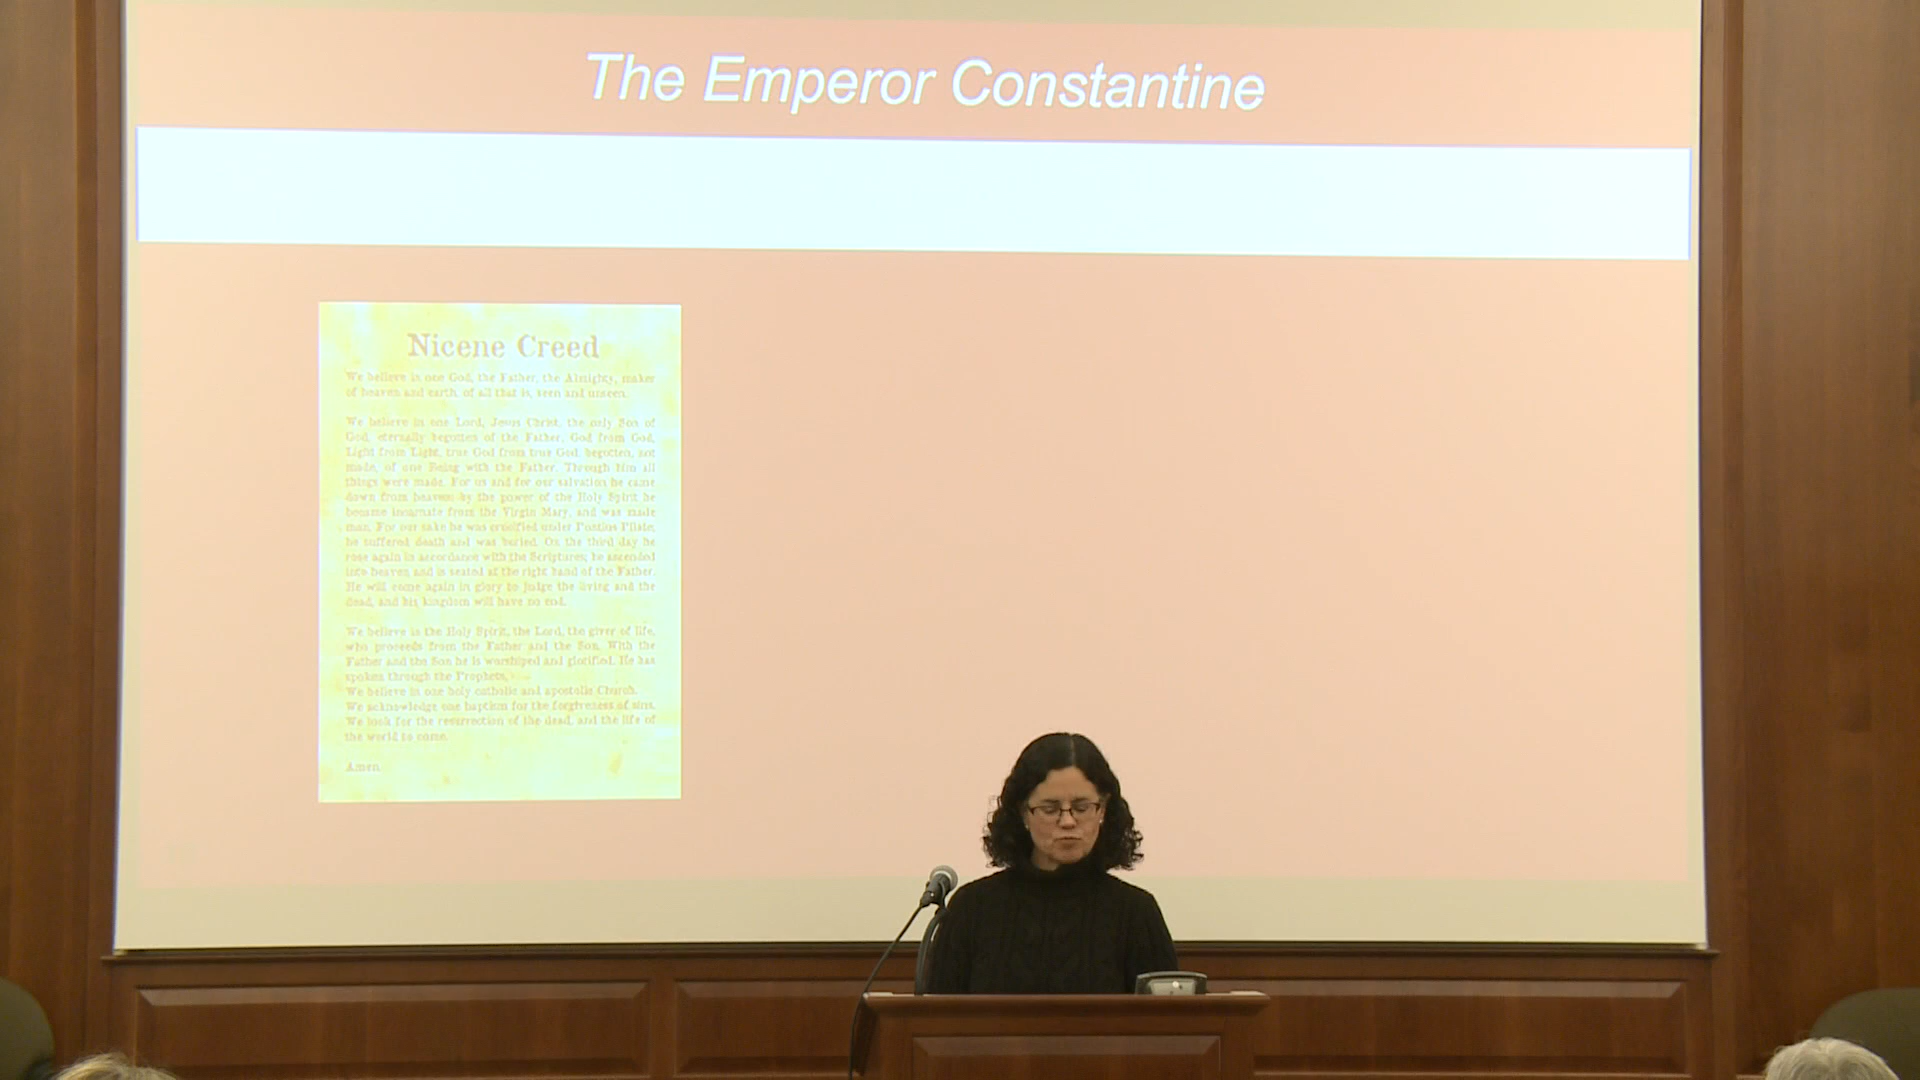 The Emperor Constantine
Nicene Creed
We believe in one God, the Father, the Almighty, maker
of heaven and earth, of all that is, seen and unseen.
We believe in one Lord, Jesus Christ, the only Son of
God, eternally begotten of the Father, God from God,
Light from Light, true God from true God, begotten, not
made, of one Being with the Father. Through him all
things were made. For us and for our salvation he came
down from heaven: by the power of the Holy Spirit he
became incarnate from the Virgin Mary, and was made
man. For our sake he was crucified under Pontius Pilate;
he suffered death and was buried. On the third day he
rose again in accordance with the Scriptures; he ascended
into heaven and is seated at the right hand of the Father.
He will come again in glory to judge the living and the
dead, and his kingdom will have no end.
We believe in the Holy Spirit, the Lord, the giver of life,
who proceeds from the Father and the Son. With the
Father and the Son he is worshiped and glorified. He has
spoken through the Prophets.
We believe in one holy catholic and apostolic Church.
We acknowledge one baptism for the forgiveness of sins.
We look for the resurrection of the dead, and the life of
the world to come.
Amen.